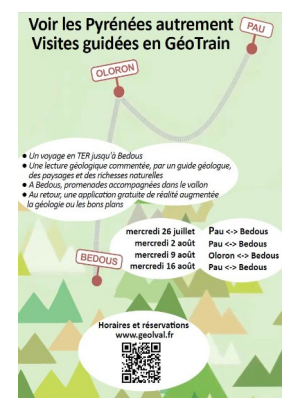 Voir les Pyrénées autrement
Visites guidées en GéoTrain
PAU
OLORON
• Un voyage en TER jusqu'à Bedous
• Une lecture géologique commentée, par un guide géologue,
des paysages et des richesses naturelles
• A Bedous, promenades accompagnées dans le vallon
• Au retour, une application gratuite de réalité augmentée
la géologie ou les bons plans
BEDOUS
mercredi 26 juillet Pau <-> Bedous
mercredi 2 août Pau <-> Bedous
mercredi 9 août Oloron <-> Bedous
mercredi 16 août Pau <-> Bedous
Horaires et réservations
www.geolval.fr